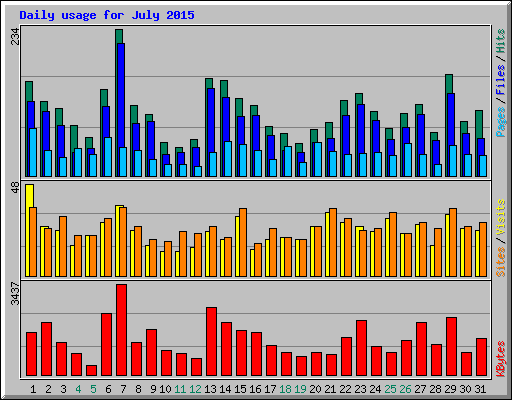 Daily usage for July 2015
234
Pages / Files / Hits
48
Sites / Visits
3437
KBytes
1 2 3 4 5 6 7 8 9 10 11 12 13 14 15 16 17 18 19 20 21 22 23 24 25 26 27 28 29 30 31